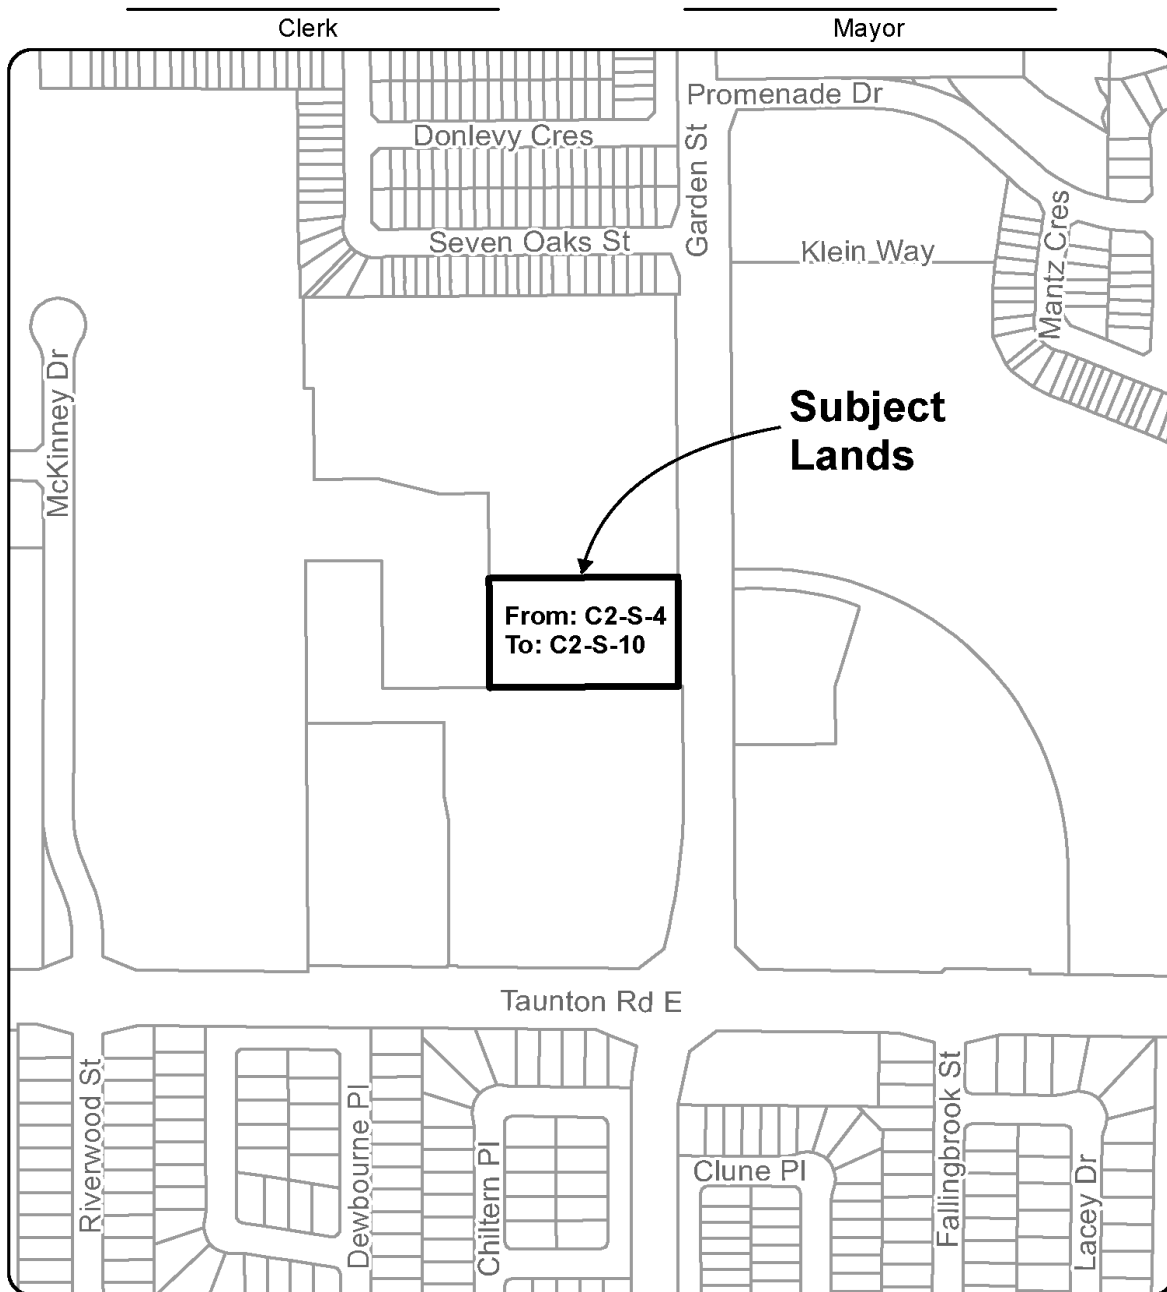 Clerk
Mayor
Promenade Dr
Donlevy Cres
Garden St
Seven Oaks St
Klein Way
Mantz Cres
McKinney Dr
Subject
Lands
From: C2-S-4
To: C2-S-10
Taunton Rd E
Riverwood St
Dewbourne Pl
Chiltern Pl
Clune Pl
Fallingbrook St
Lacey Dr